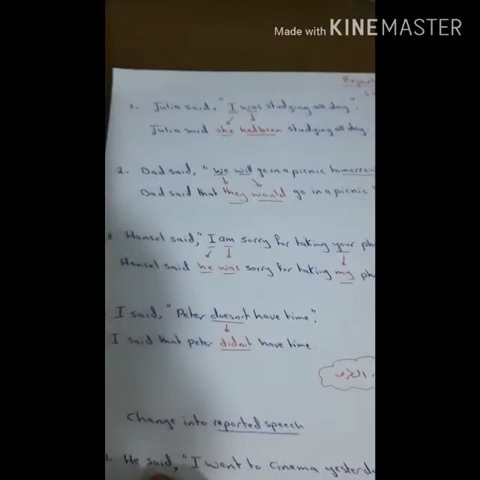 Made with KINEMASTER
1. Julia said, "I was studying all day".
Julia said she had been studying all day.
2. Dad said, "we will go in a picnic tomorrow
Dad said that they would go in a picnic
3 Hansel said, "I am sorry for taking your
Hansel said he was sorry for taking my
I said, "Peter doesn't have time".
I said that peter didn't have time.
Change into reported speech
1. He said, "I went to cinema yesterda